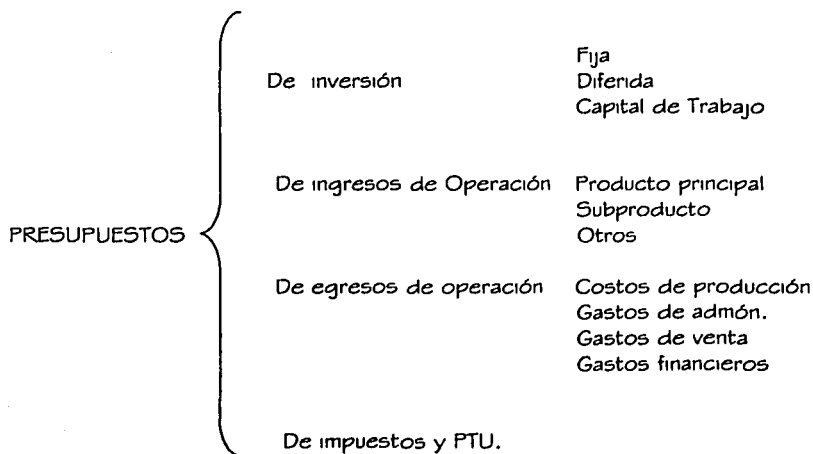 Fija
De inversión Diferida
Capital de Trabajo
De ingresos de Operación Producto principal
Subproducto
PRESUPUESTOS Otros
De egresos de operación Costos de producción
Gastos de admón.
Gastos de venta
Gastos financieros
De impuestos y PTU.